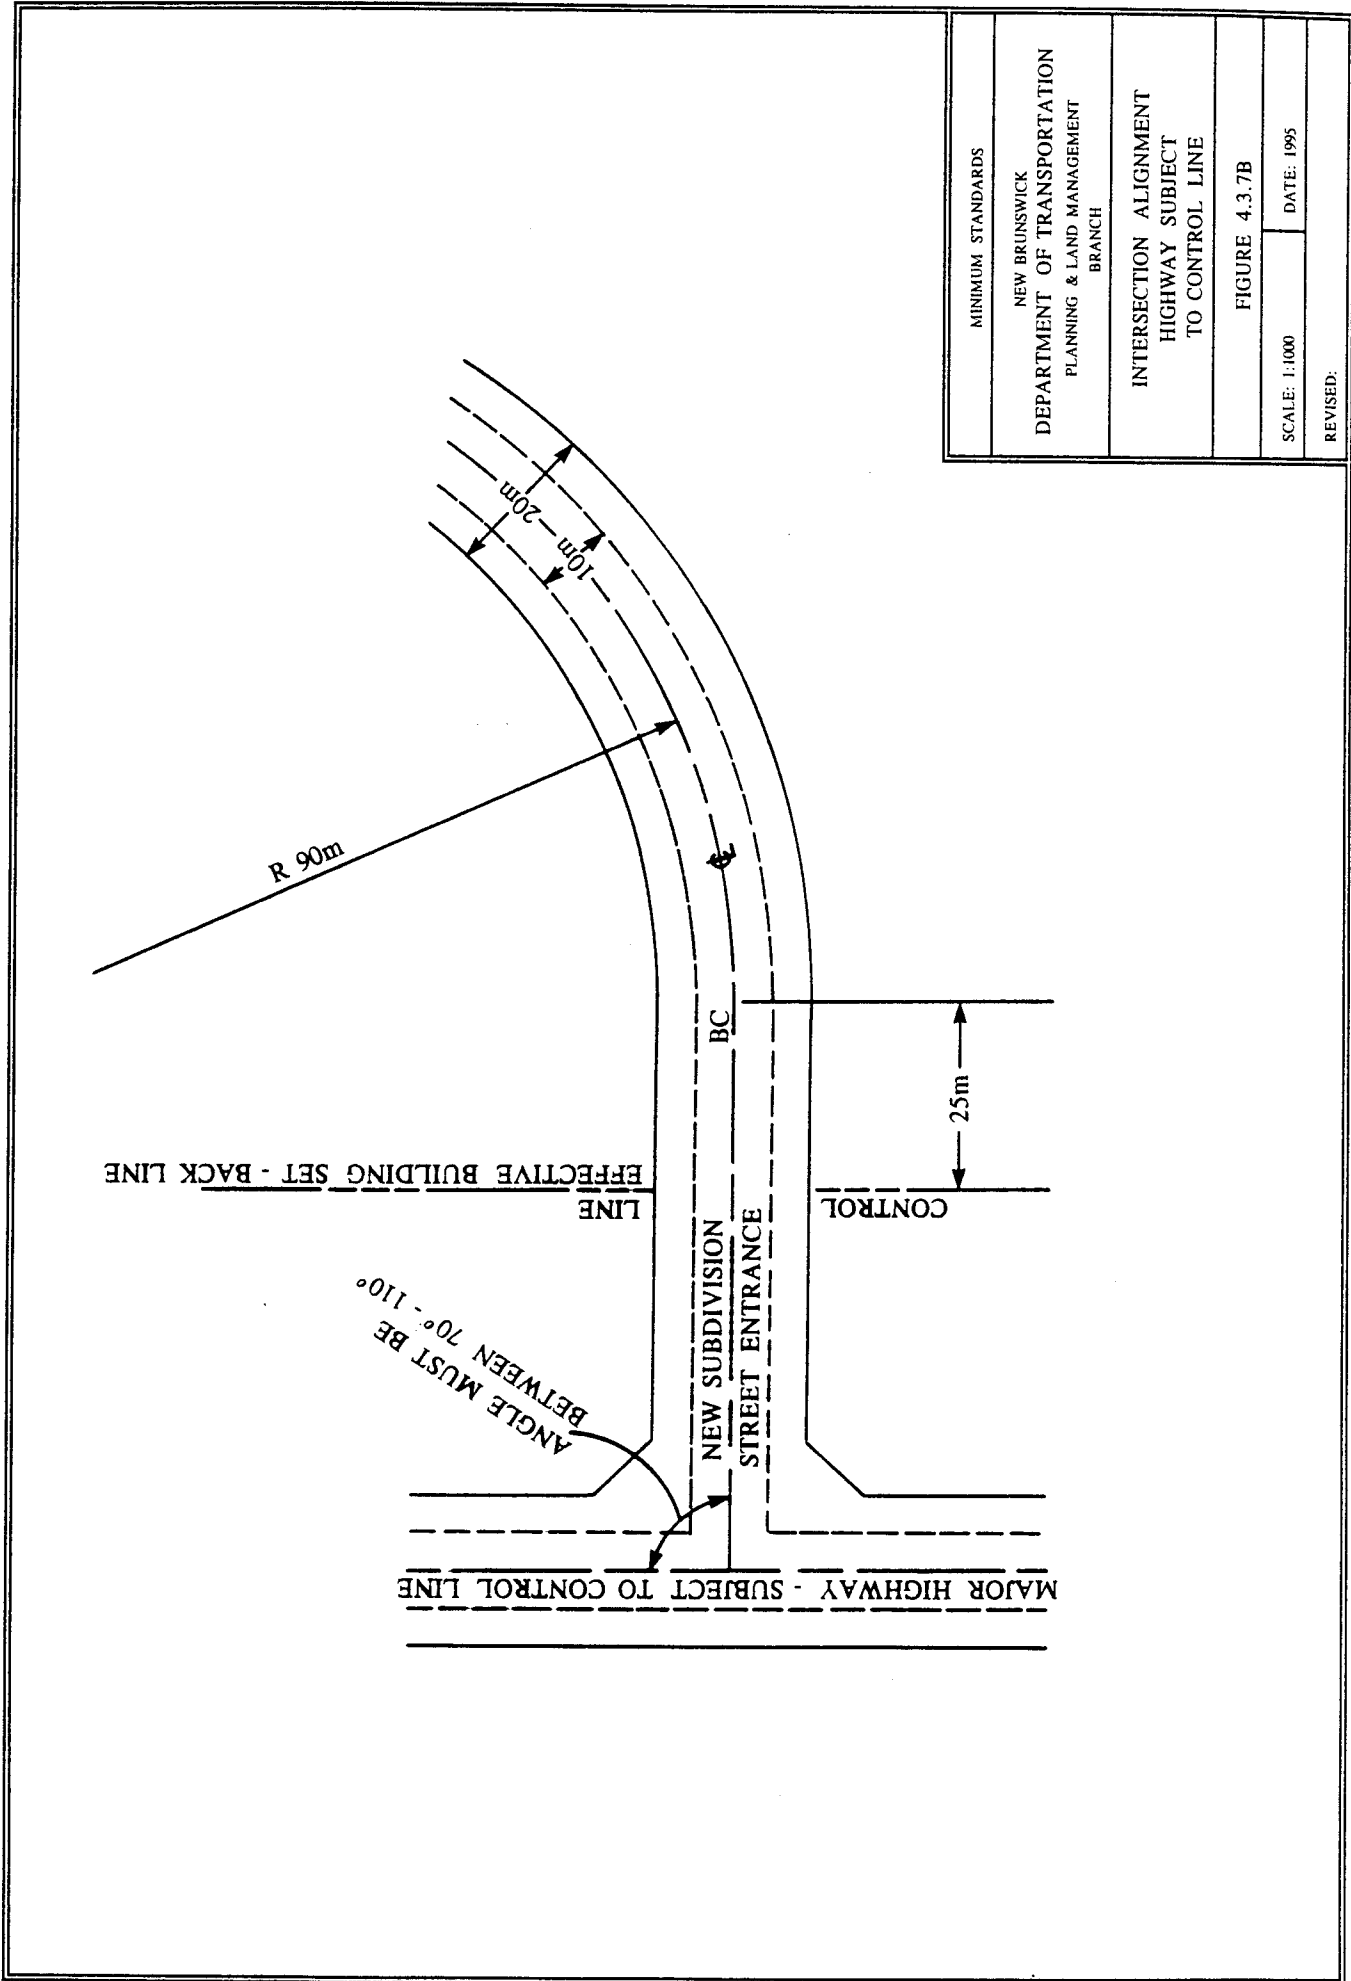 MINIMUM STANDARDS
NEW BRUNSWICK
DEPARTMENT OF TRANSPORTATION
PLANNING & LAND MANAGEMENT
BRANCH
INTERSECTION ALIGNMENT
HIGHWAY SUBJECT
TO CONTROL LINE
FIGURE 4.3.7B
SCALE: 1:1000
DATE: 1995
REVISED:
20m
10m
R 90m
℄
BC
25m
EFFECTIVE BUILDING SET - BACK LINE
CONTROL LINE
NEW SUBDIVISION
STREET ENTRANCE
ANGLE MUST BE
BETWEEN 70° - 110°
MAJOR HIGHWAY - SUBJECT TO CONTROL LINE